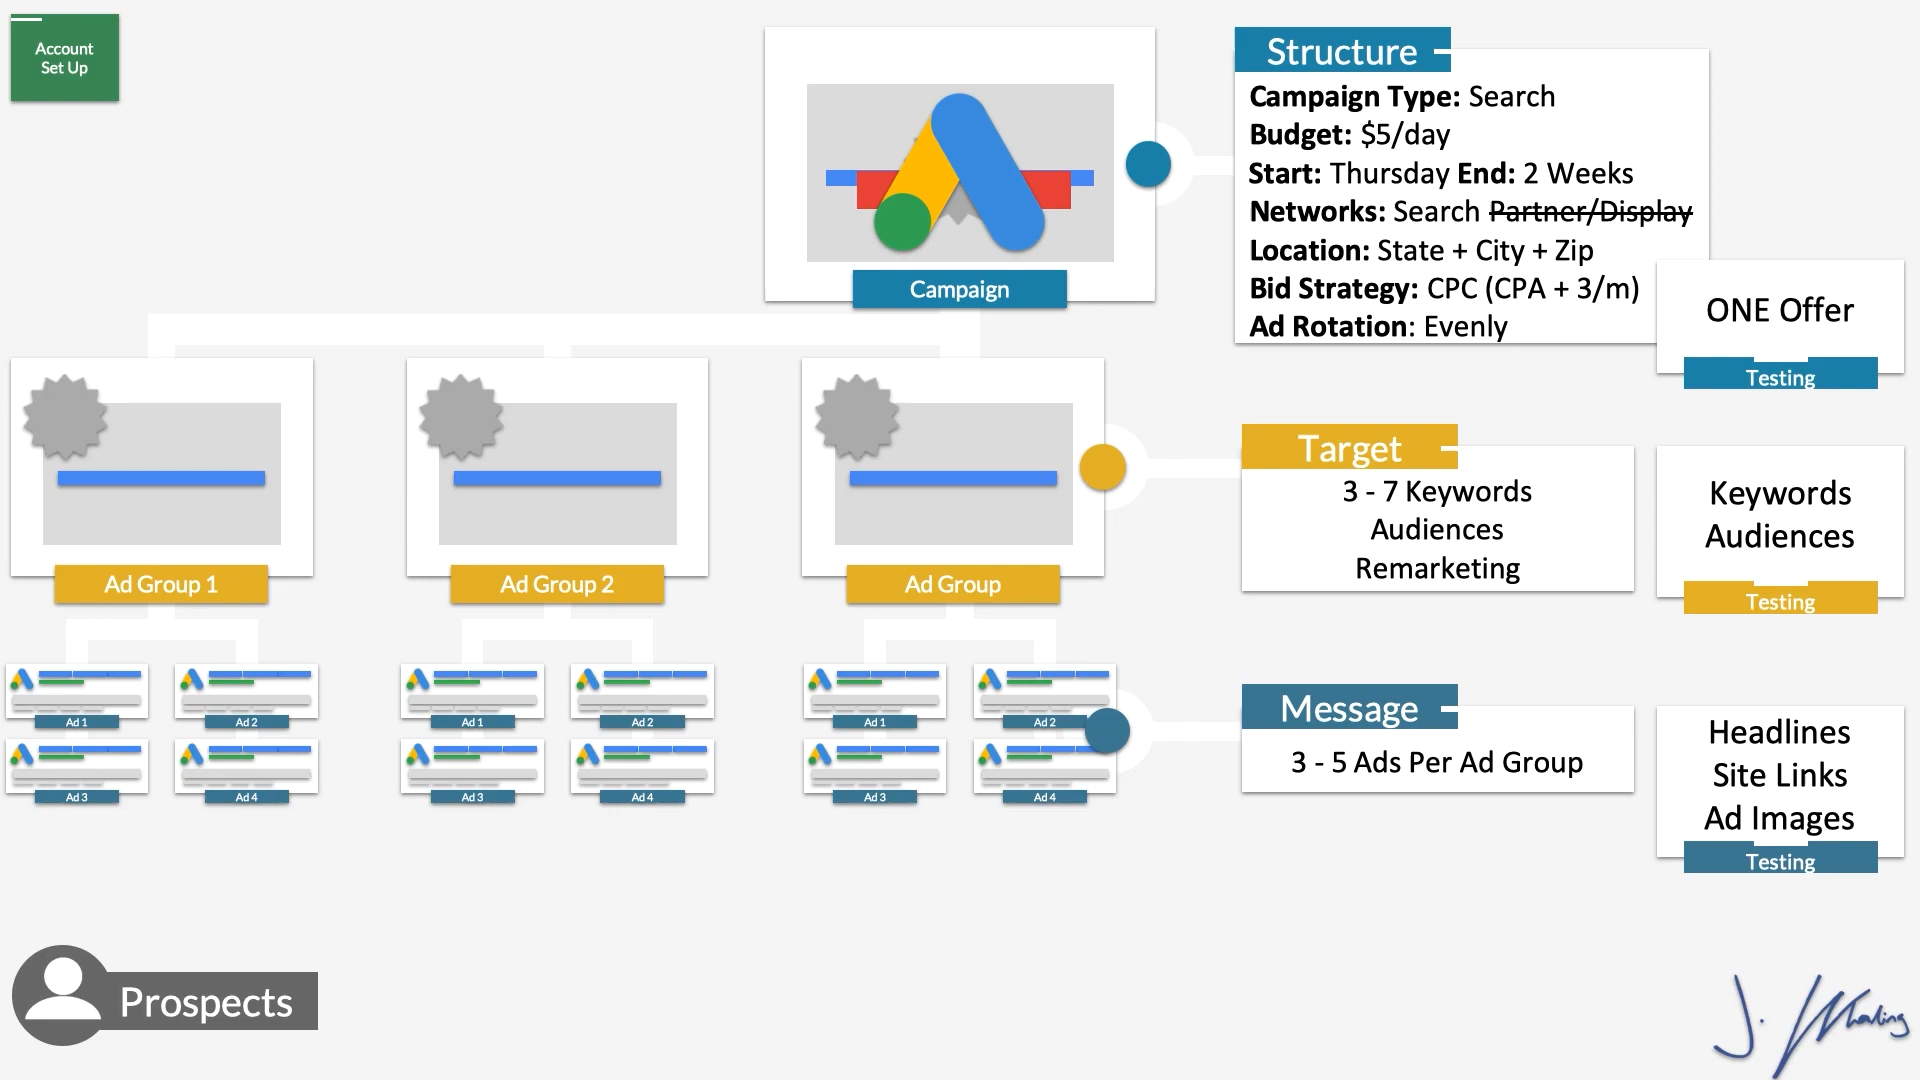 Account
Set Up
Campaign
Structure
Campaign Type: Search
Budget: $5/day
Start: Thursday End: 2 Weeks
Networks: Search Partner/Display
Location: State + City + Zip
Bid Strategy: CPC (CPA + 3/m)
Ad Rotation: Evenly
ONE Offer
Testing
Ad Group 1
Ad Group 2
Ad Group
Target
3 - 7 Keywords
Audiences
Remarketing
Keywords
Audiences
Testing
Ad 1
Ad 2
Ad 3
Ad 4
Ad 1
Ad 2
Ad 3
Ad 4
Ad 1
Ad 2
Ad 3
Ad 4
Message
3 - 5 Ads Per Ad Group
Headlines
Site Links
Ad Images
Testing
Prospects